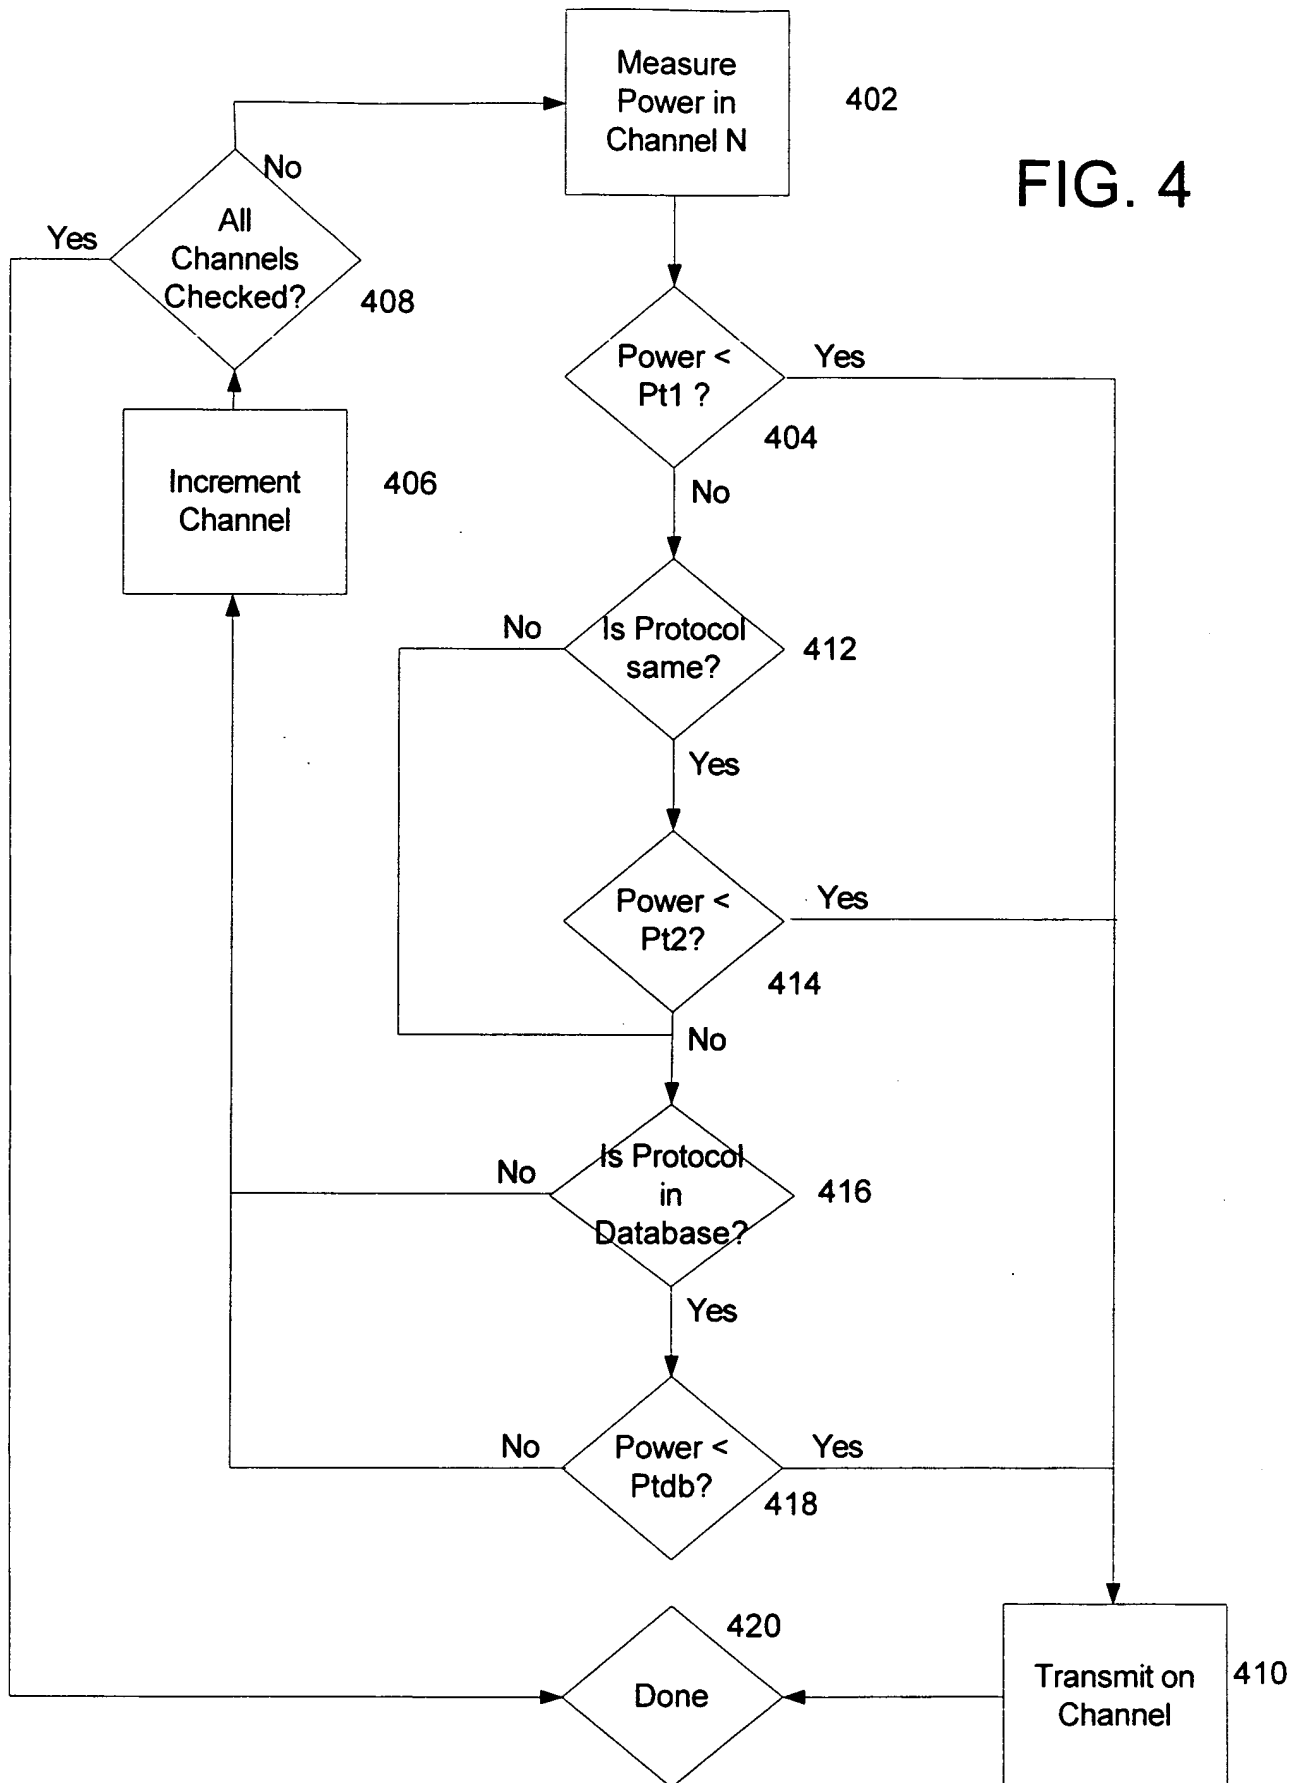 Measure
Power in
Channel N
402
FIG. 4
No
All
Channels
Checked?
Yes
408
Power <
Pt1 ?
Yes
404
No
Increment
Channel
406
Is Protocol
same?
No
412
Yes
Power <
Pt2?
Yes
414
No
Is Protocol
in
Database?
No
416
Yes
Power <
Ptdb?
No
Yes
418
420
Done
Transmit on
Channel
410